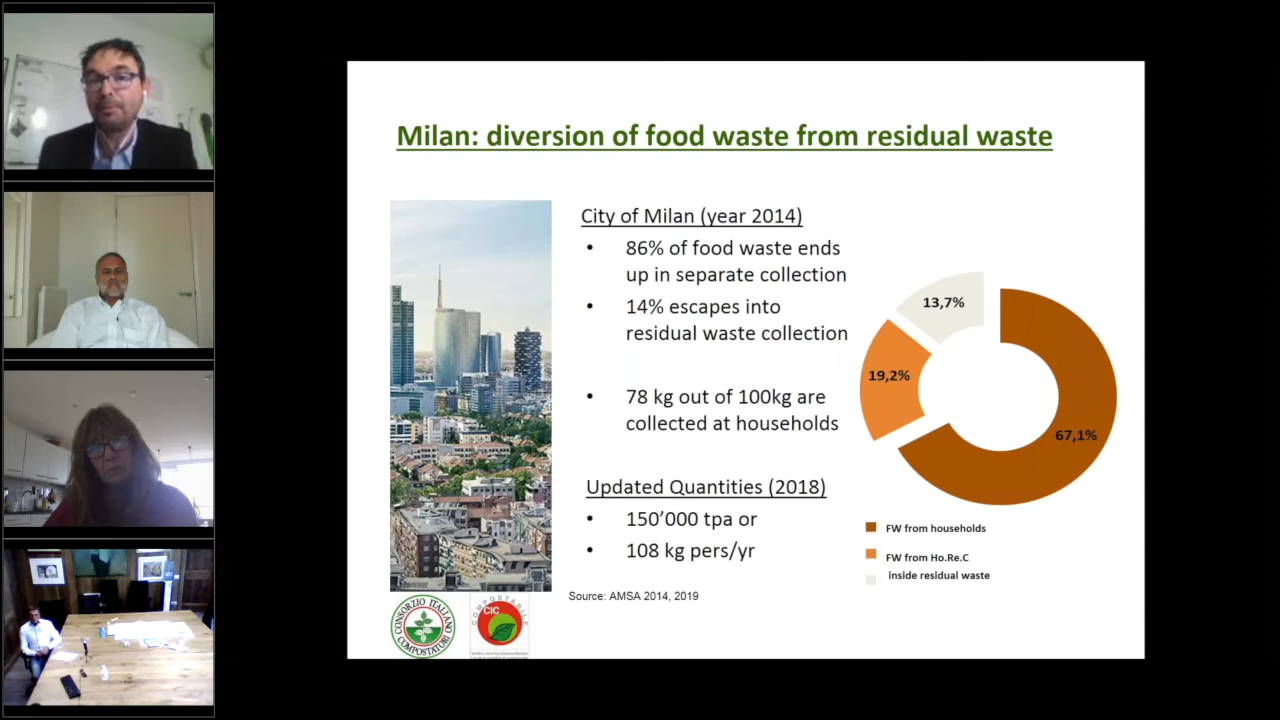 Milan: diversion of food waste from residual waste
City of Milan (year 2014)
• 86% of food waste ends
up in separate collection
• 14% escapes into
residual waste collection
• 78 kg out of 100kg are
collected at households
Updated Quantities (2018)
• 150’000 tpa or
• 108 kg pers/yr
Source: AMSA 2014, 2019
13,7%
19,2%
67,1%
FW from households
FW from Ho.Re.C
inside residual waste
CONSORZIO ITALIANO
COMPOSTATORI
COMPOSTABILE
CIC